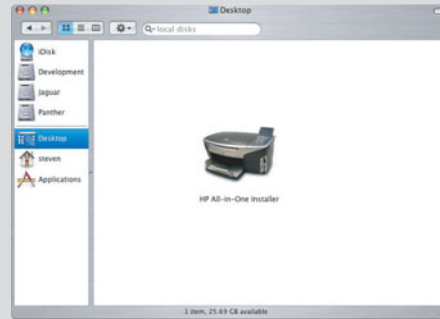 Desktop
local disks
iDisk
Development
Jaguar
Panther
Desktop
steven
Applications
HP All-in-One Installer
1 item, 25.69 GB available